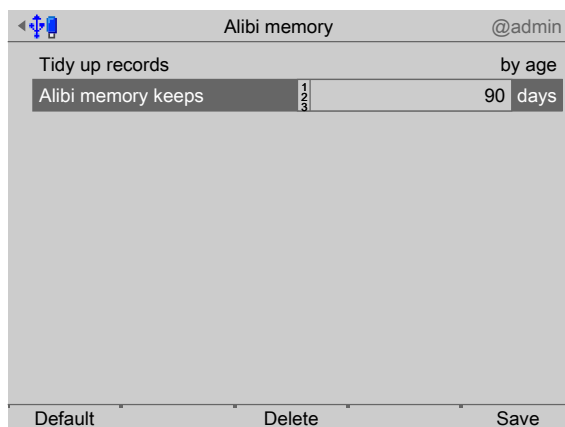 Alibi memory @admin
Tidy up records by age
Alibi memory keeps 1 2 3 90 days
Default Delete Save